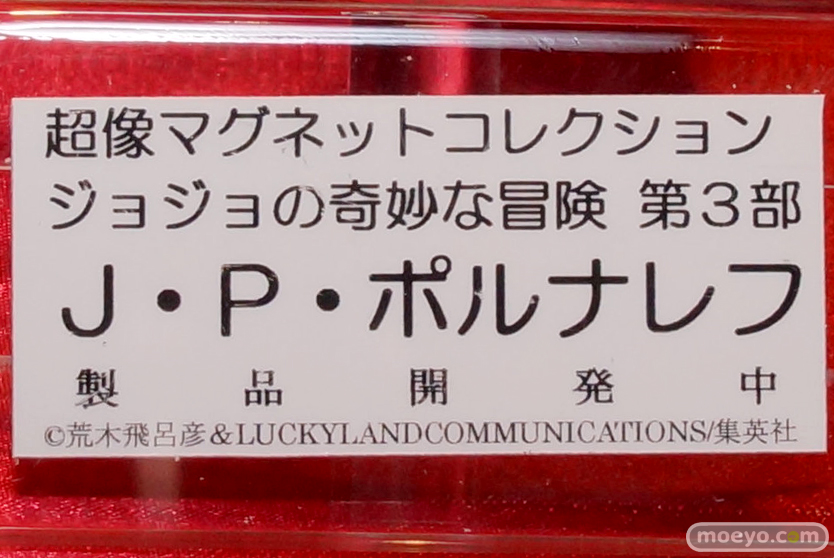 超像マグネットコレクション
ジョジョの奇妙な冒険 第3部
J・P・ポルナレフ
製品開発中
©荒木飛呂彦&LUCKYLANDCOMMUNICATIONS/集英社
moeyo.com